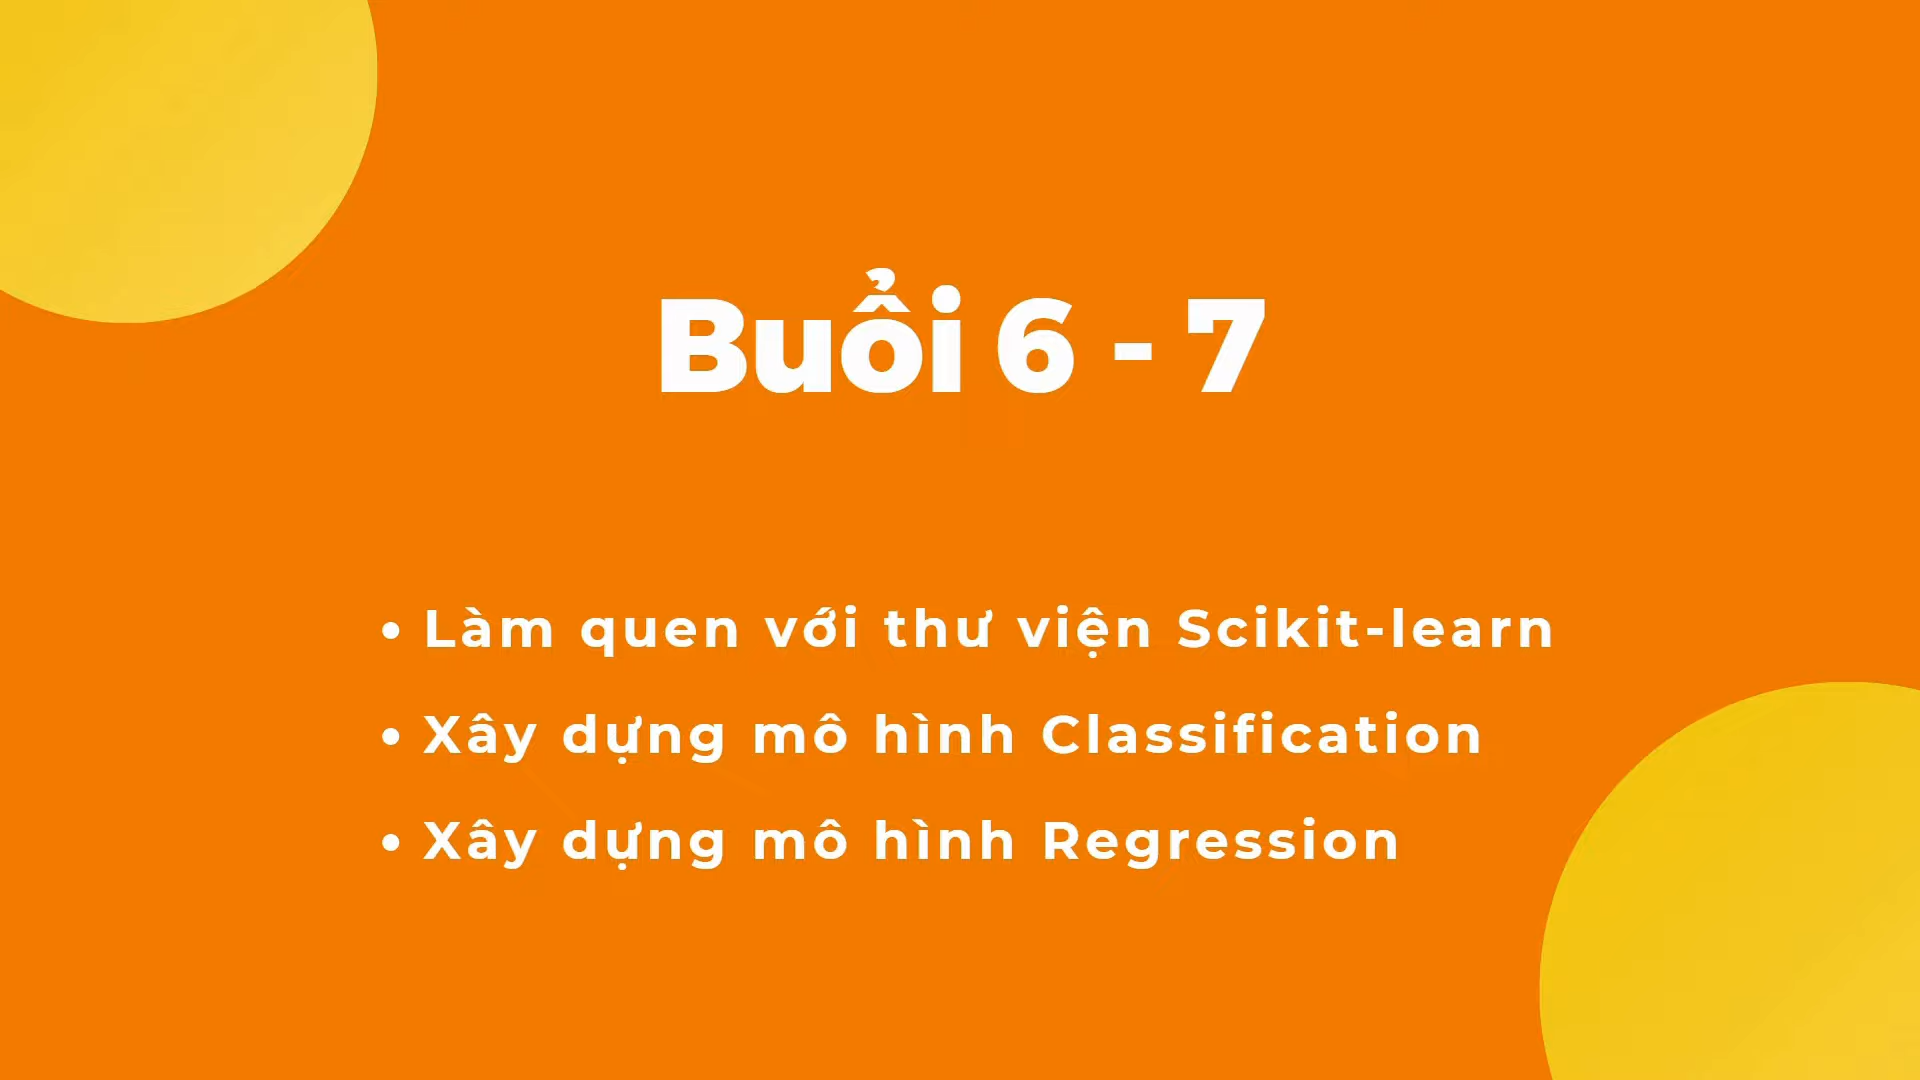 Buổi 6 - 7
• Làm quen với thư viện Scikit-learn
• Xây dựng mô hình Classification
• Xây dựng mô hình Regression